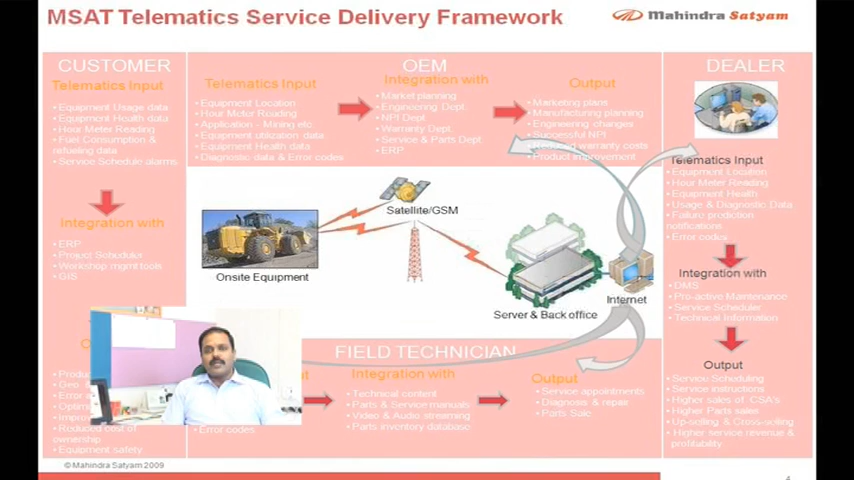 MSAT Telematics Service Delivery Framework
Mahindra Satyam
CUSTOMER
Telematics Input
• Equipment Usage data
• Equipment Health data
• Hour Meter Reading
• Fuel Consumption &
refueling data
• Service Schedule alarms
Integration with
• ERP
• Project Schedules
• Workshop mgmt tools
• GIS
Reduced cost of
ownership
• Equipment safety
OEM
Telematics Input
• Equipment Location
• Hour Meter Reading
• Application - Mining etc
• Equipment utilization data
• Equipment Health data
• Diagnostic data & Error codes
Integration with
• Market planning
• Engineering Dept
• NPI Dept
• Warranty Dept
• Service & Parts Dept
• ERP
Output
• Marketing plans
• Manufacturing planning
• Engineering changes
• Successful NPI
• Reduced warranty costs
• Product improvement
Satellite/GSM
Onsite Equipment
Server & Back office
Internet
DEALER
Telematics Input
• Equipment Location
• Hour Meter Reading
• Equipment Health
• Usage & Diagnostic Data
• Failure prediction
notifications
• Error codes
Integration with
• DMS
• Pro-active Maintenance
• Service Scheduler
• Technical Information
Output
• Service Scheduling
• Service instructions
• Higher sales of CSA's
• Higher Parts sales
• Up-selling & Cross-selling
• Higher service revenue &
profitability
FIELD TECHNICIAN
• Error codes
Integration with
• Technical content
• Parts & Service manuals
• Video & Audio streaming
• Parts inventory database
Output
• Service appointments
• Diagnosis & repair
• Parts Sale
© Mahindra Satyam 2009
4